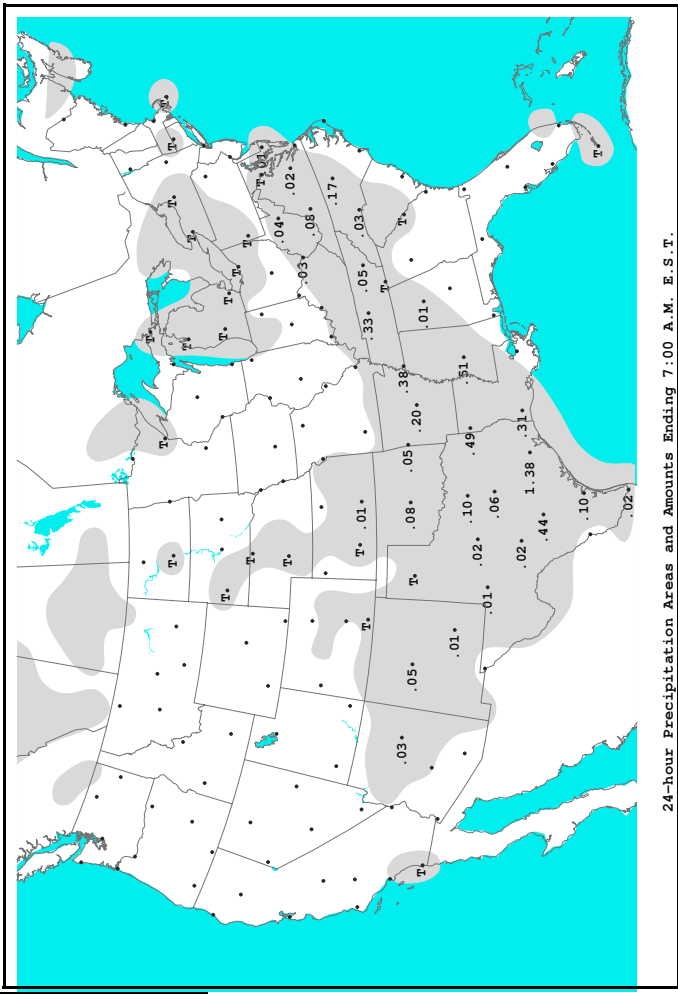 T
T
T
T
T
T
T
T
T
T
T
T
T
T
.01
T
T
.04
.02
.03
.08
.17
T
.01
.05
.03
T
.33
T
.03
.38
T
.05
.08
.05
T
.20
T
.01
.01
.51
.10
.49
.02
.01
.06
.02
.31
1.38
.44
.10
T
.02
24-hour Precipitation Areas and Amounts Ending 7:00 A.M. E.S.T.